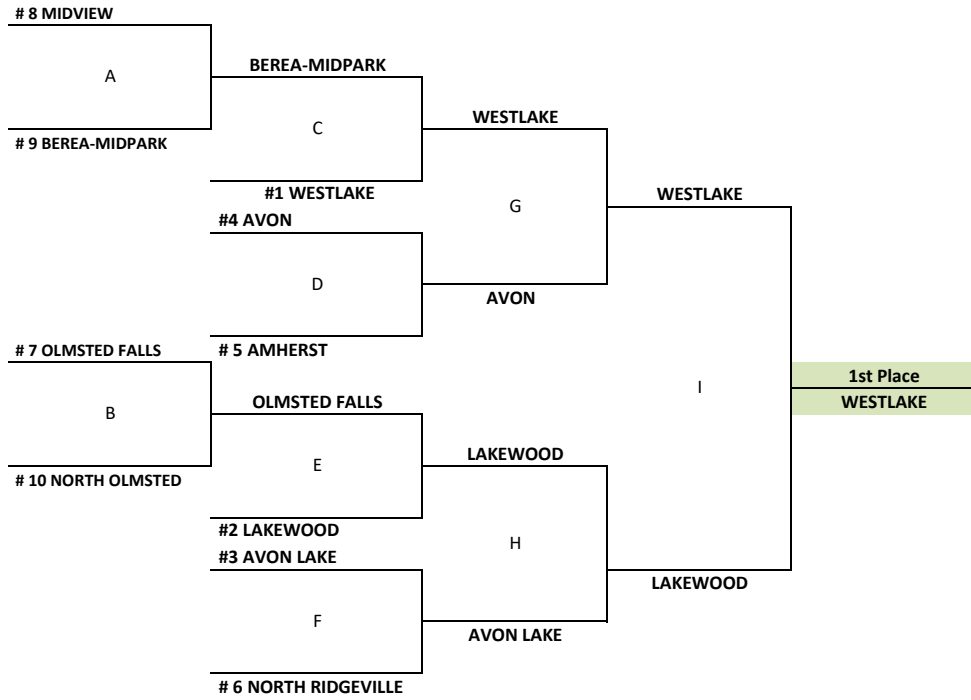 # 8 MIDVIEW
BEREA-MIDPARK
A
WESTLAKE
C
# 9 BEREA-MIDPARK
#1 WESTLAKE
WESTLAKE
G
#4 AVON
D
AVON
# 7 OLMSTED FALLS
# 5 AMHERST
1st Place
I
OLMSTED FALLS
WESTLAKE
B
LAKEWOOD
E
# 10 NORTH OLMSTED
#2 LAKEWOOD
H
#3 AVON LAKE
LAKEWOOD
F
AVON LAKE
# 6 NORTH RIDGEVILLE